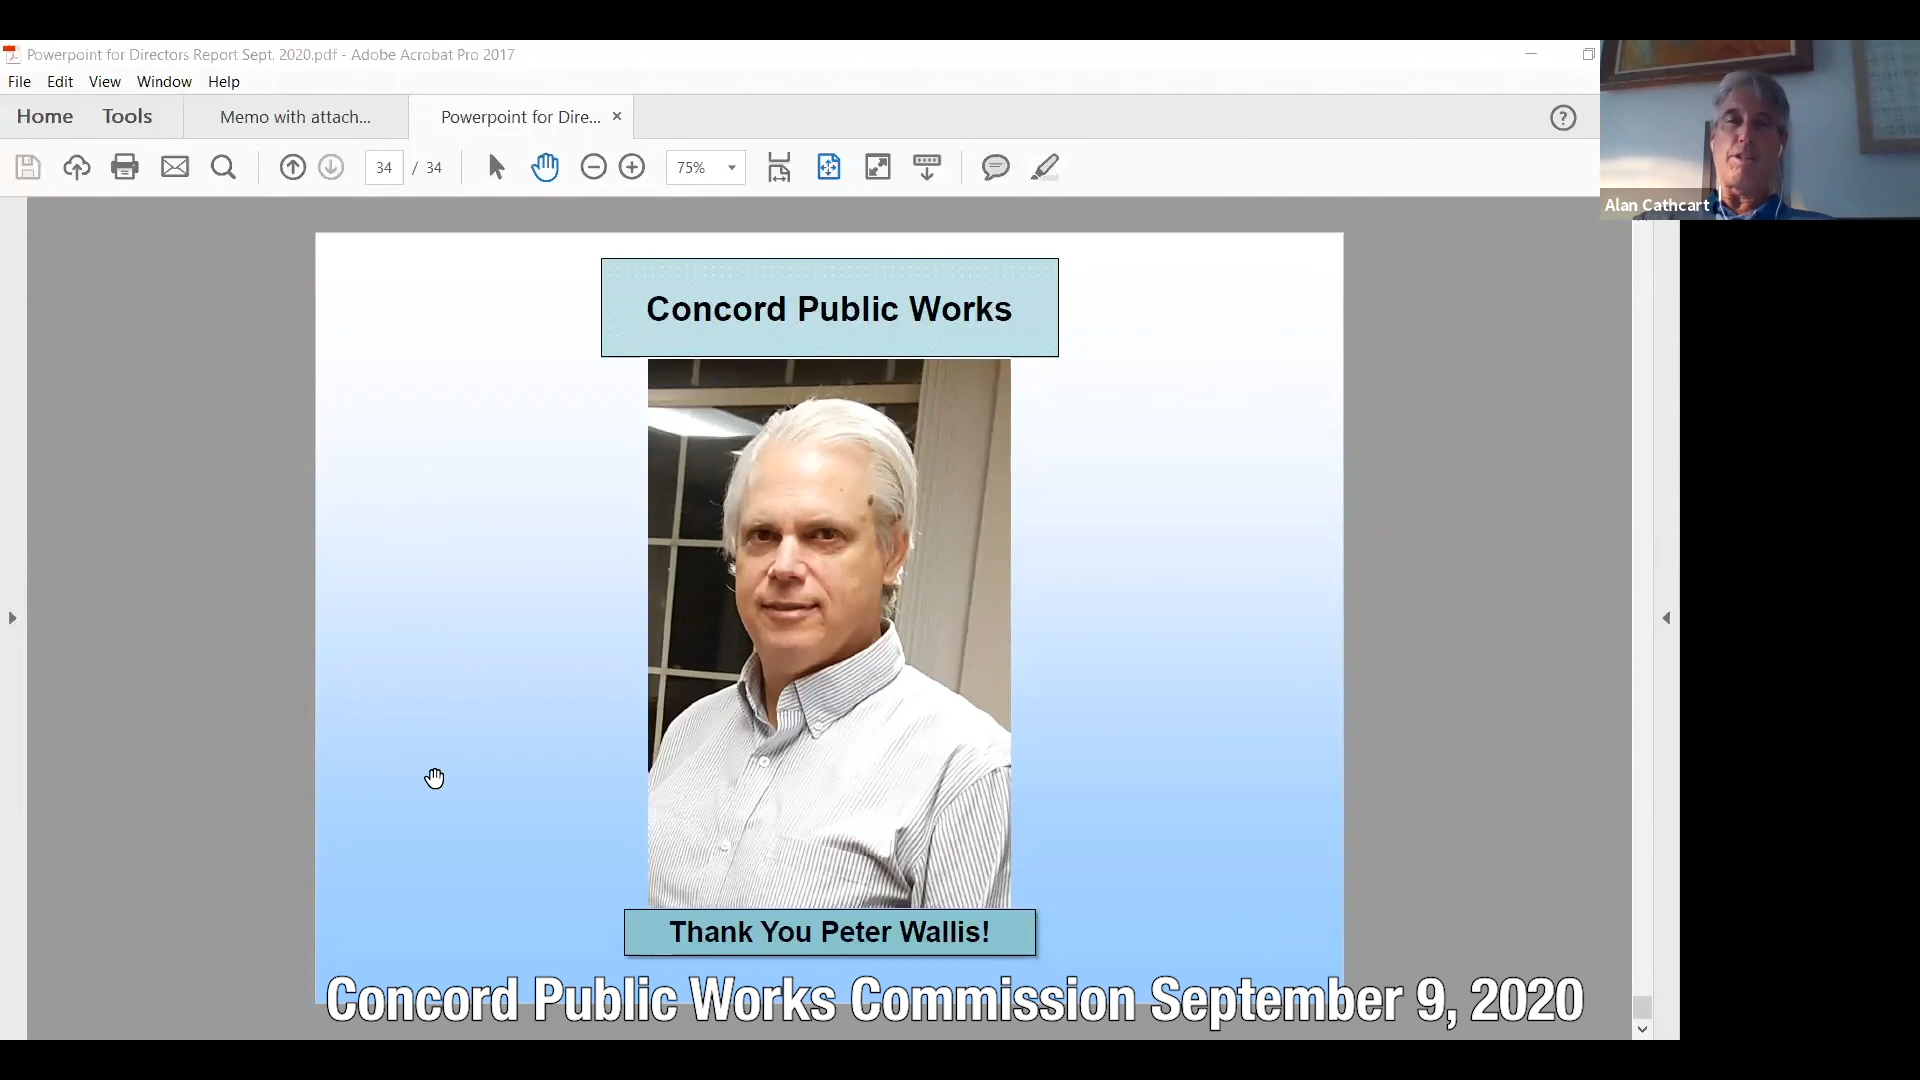 Powerpoint for Directors Report Sept. 2020.pdf - Adobe Acrobat Pro 2017
File Edit View Window Help
Home Tools Memo with attach... Powerpoint for Dire... ×
34 / 34 75%
Alan Cathcart
Concord Public Works
Thank You Peter Wallis!
Concord Public Works Commission September 9, 2020